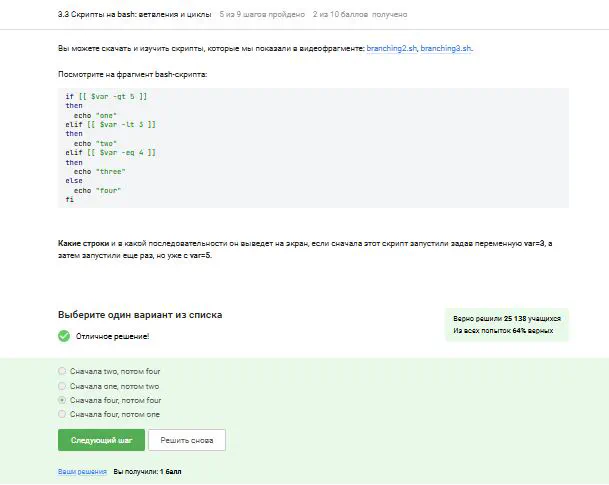 3.3 Скрипты на bash: ветвления и циклы 5 из 9 шагов пройдено 2 из 10 баллов получено
Вы можете скачать и изучить скрипты, которые мы показали в видеофрагменте: branching2.sh, branching3.sh.
Посмотрите на фрагмент bash-скрипта:
if [[ $var -gt 5 ]]
then
echo "one"
elif [[ $var -lt 3 ]]
then
echo "two"
elif [[ $var -eq 4 ]]
then
echo "three"
else
echo "four"
fi
Какие строки и в какой последовательности он выведет на экран, если сначала этот скрипт запустили задав переменную var=3, а
затем запустили еще раз, но уже с var=5.
Выберите один вариант из списка
Отличное решение!
Верно решили 25 138 учащихся
Из всех попыток 64% верных
Сначала two, потом four
Сначала one, потом two
Сначала four, потом four
Сначала four, потом one
Следующий шаг Решить снова
Ваши решения Вы получили: 1 балл